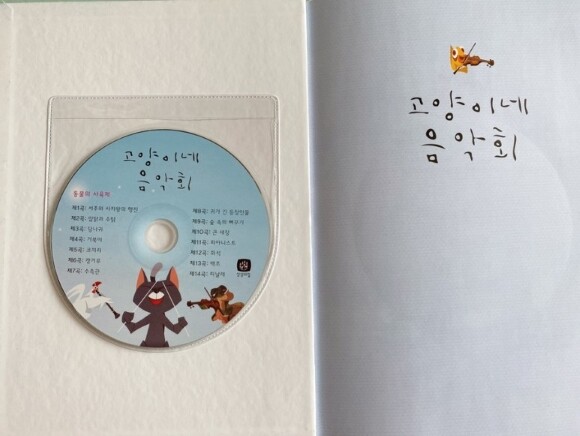 고양이네
음악회
동물의 사육제
제1곡: 서주와 사자왕의 행진
제2곡: 암탉과 수탉
제3곡: 당나귀
제4곡: 거북이
제5곡: 코끼리
제6곡: 캥거루
제7곡: 수족관
제8곡: 귀가 긴 등장인물
제9곡: 숲 속의 뻐꾸기
제10곡: 큰 새장
제11곡: 피아니스트
제12곡: 화석
제13곡: 백조
제14곡: 피날레
고양이네
음악회